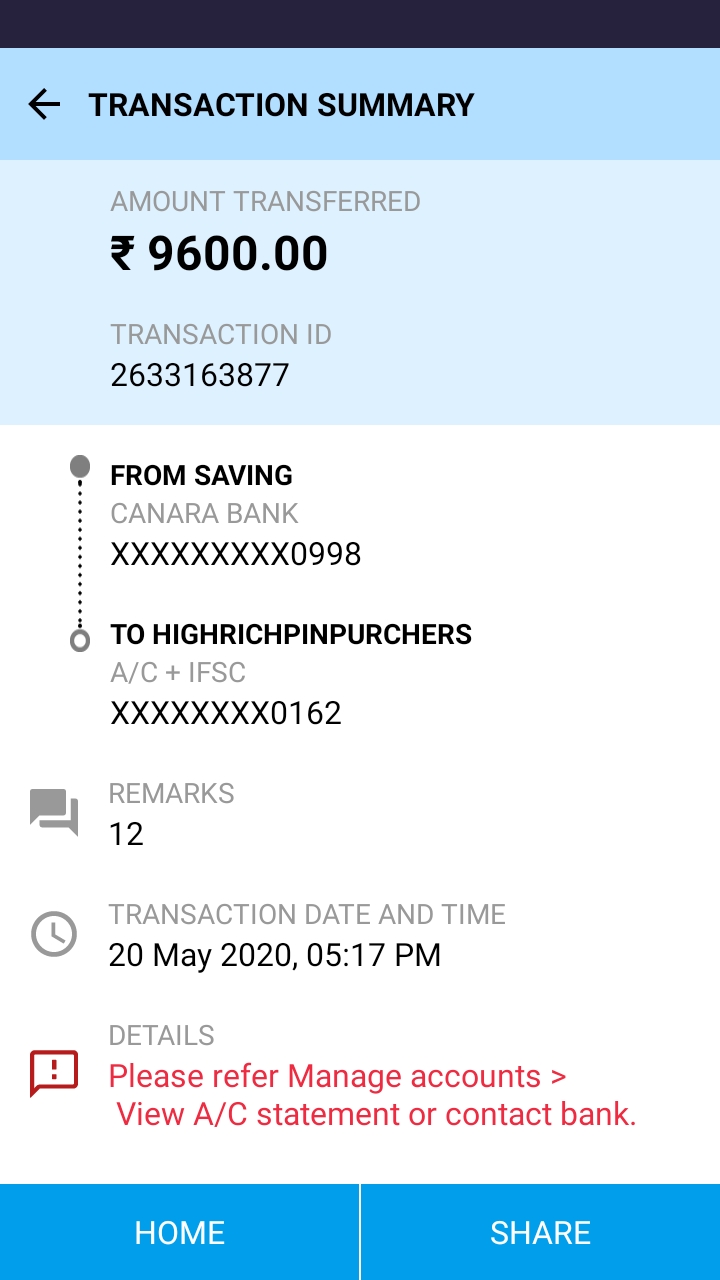 TRANSACTION SUMMARY
AMOUNT TRANSFERRED
₹ 9600.00
TRANSACTION ID
2633163877
FROM SAVING
CANARA BANK
XXXXXXXXX0998
TO HIGHRICHPINPURCHERS
A/C + IFSC
XXXXXXXX0162
REMARKS
12
TRANSACTION DATE AND TIME
20 May 2020, 05:17 PM
DETAILS
Please refer Manage accounts >
View A/C statement or contact bank.
HOME
SHARE